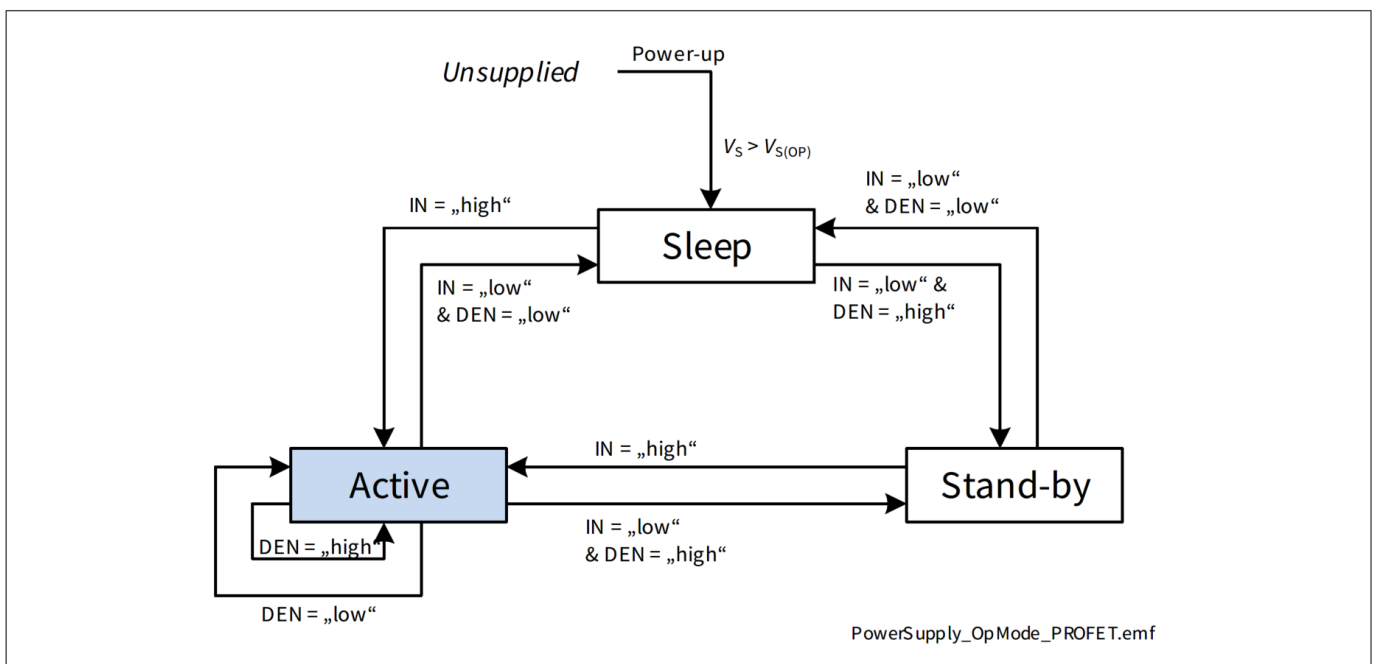 Power-up
Unsupplied
VS > VS(OP)
IN = „low“
& DEN = „low“
IN = „high“
Sleep
IN = „low“
& DEN = „low“
IN = „low“ &
DEN = „high“
IN = „high“
Active
Stand-by
IN = „low“
& DEN = „high“
DEN = „high“
DEN = „low“
PowerSupply_OpMode_PROFET.emf